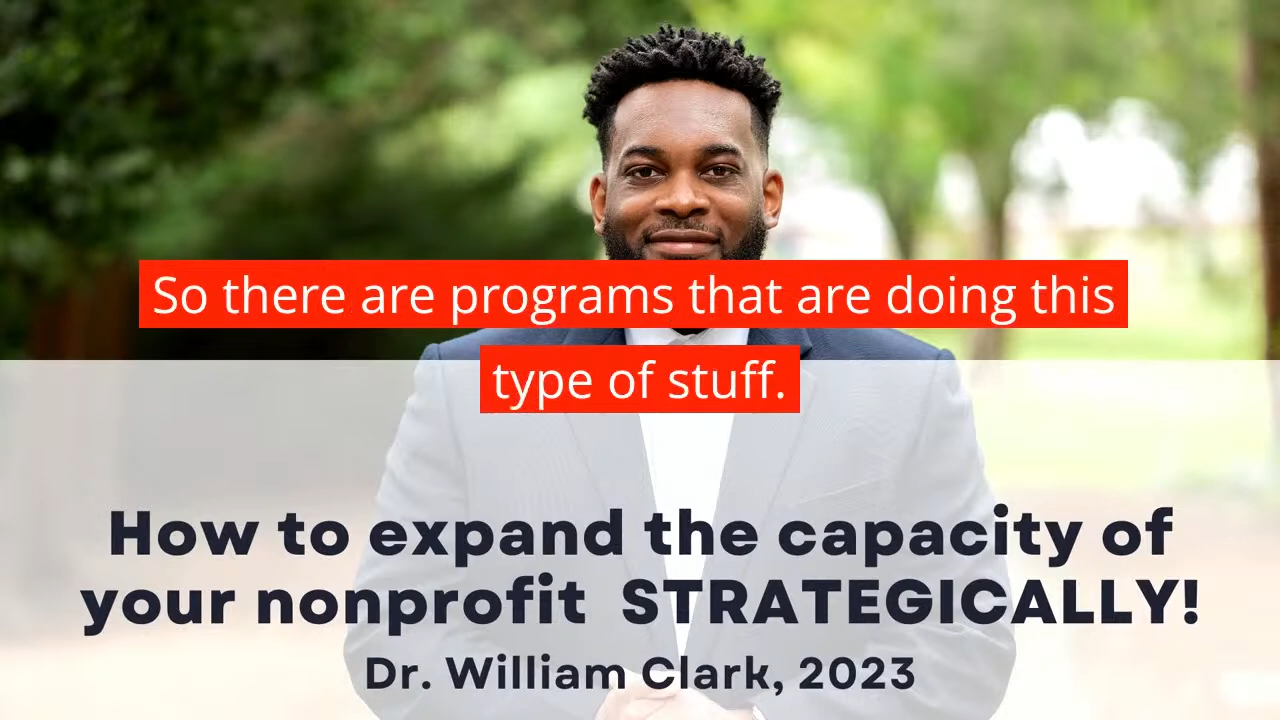 So there are programs that are doing this
type of stuff.
How to expand the capacity of
your nonprofit STRATEGICALLY!
Dr. William Clark, 2023